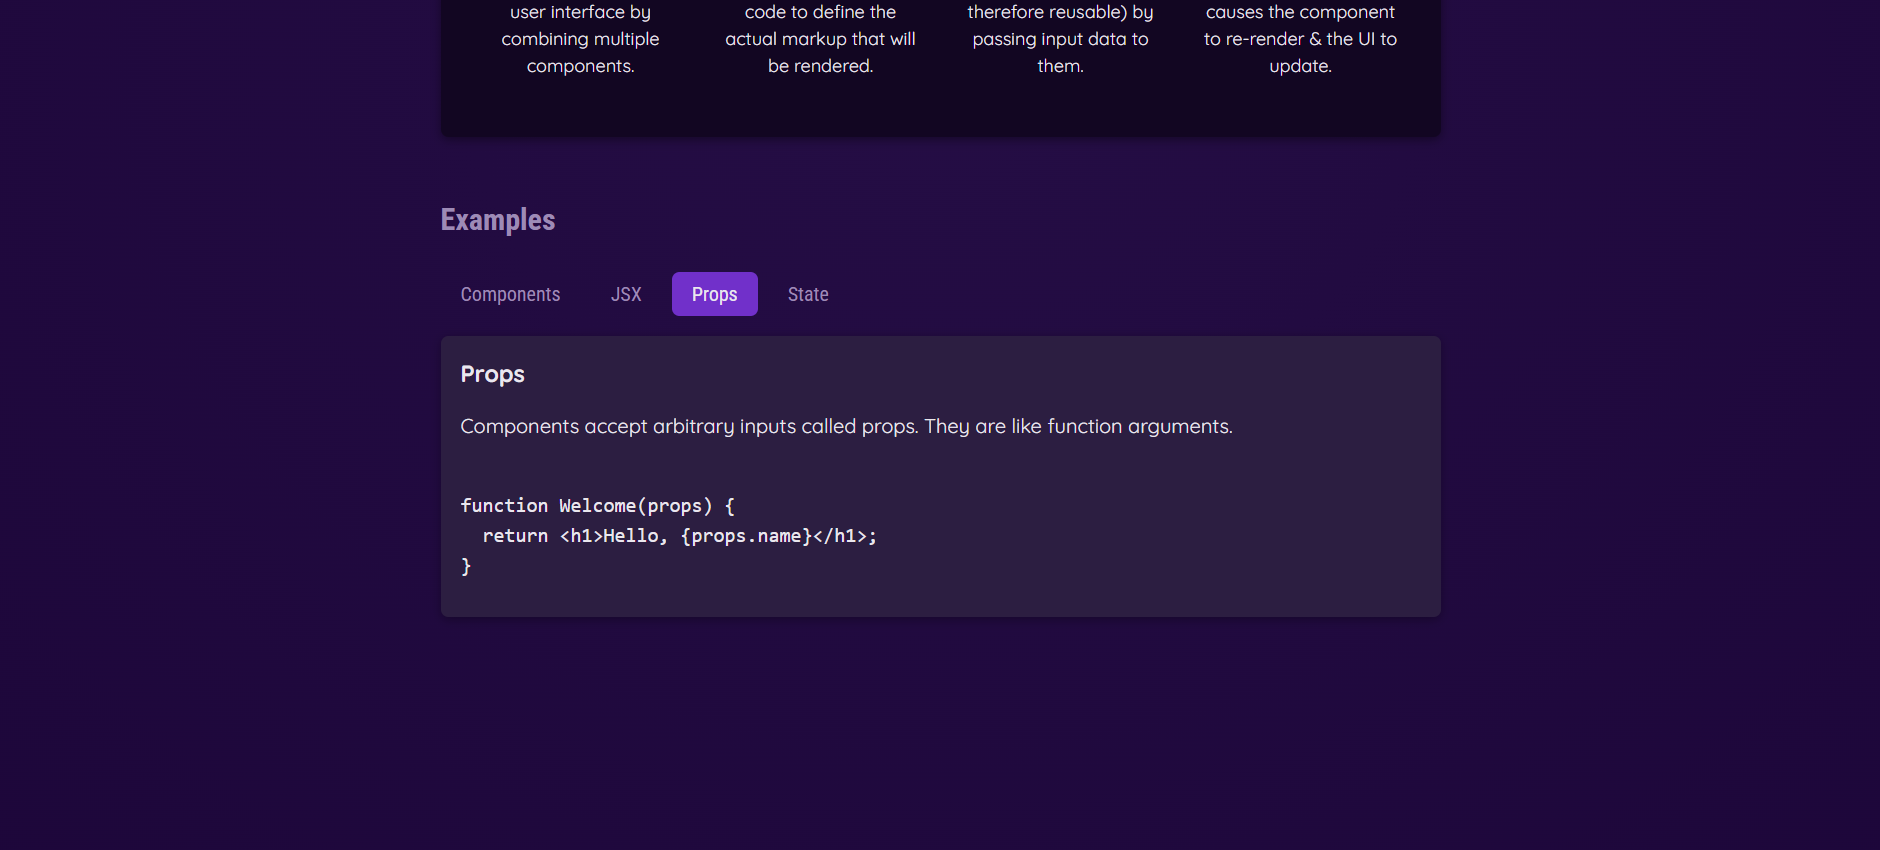 user interface by
combining multiple
components.
code to define the
actual markup that will
be rendered.
therefore reusable) by
passing input data to
them.
causes the component
to re-render & the UI to
update.
Examples
Components JSX Props State
Props
Components accept arbitrary inputs called props. They are like function arguments.
function Welcome(props) {
  return <h1>Hello, {props.name}</h1>;
}